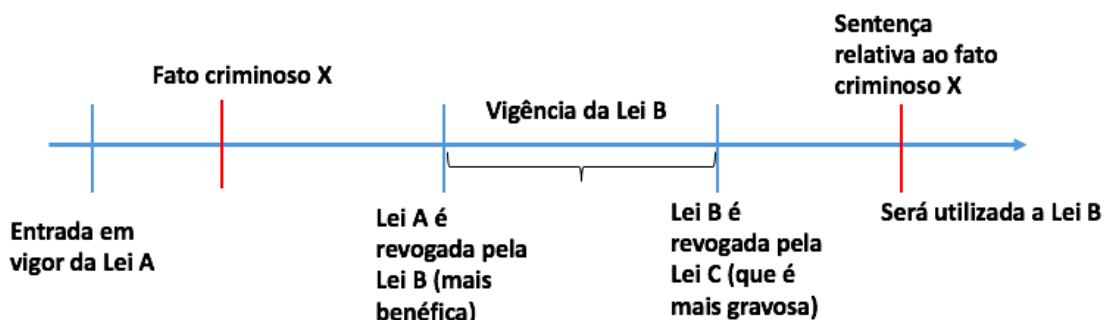 Sentença
relativa ao fato
criminoso X
Fato criminoso X
Vigência da Lei B
Entrada em
vigor da Lei A
Lei A é
revogada pela
Lei B (mais
benéfica)
Lei B é
revogada pela
Lei C (que é
mais gravosa)
Será utilizada a Lei B